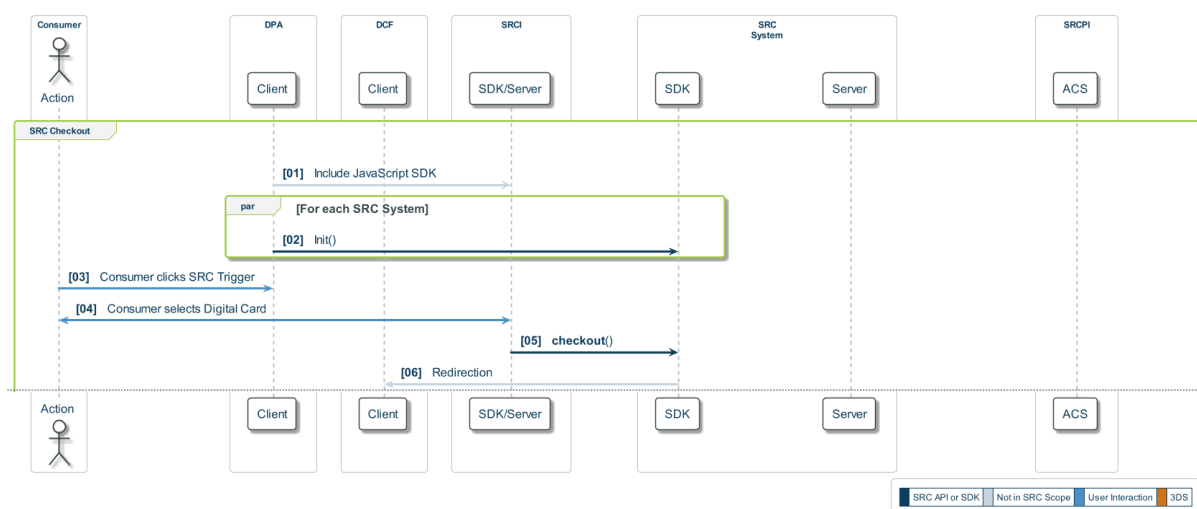 Consumer
DPA
DCF
SRCI
SRC
System
SRCPI
Action
Client
Client
SDK/Server
SDK
Server
ACS
SRC Checkout
[01] Include JavaScript SDK
par
[For each SRC System]
[02] Init()
[03] Consumer clicks SRC Trigger
[04] Consumer selects Digital Card
[05] checkout()
[06] Redirection
Action
Client
Client
SDK/Server
SDK
Server
ACS
SRC API or SDK
Not in SRC Scope
User Interaction
3DS